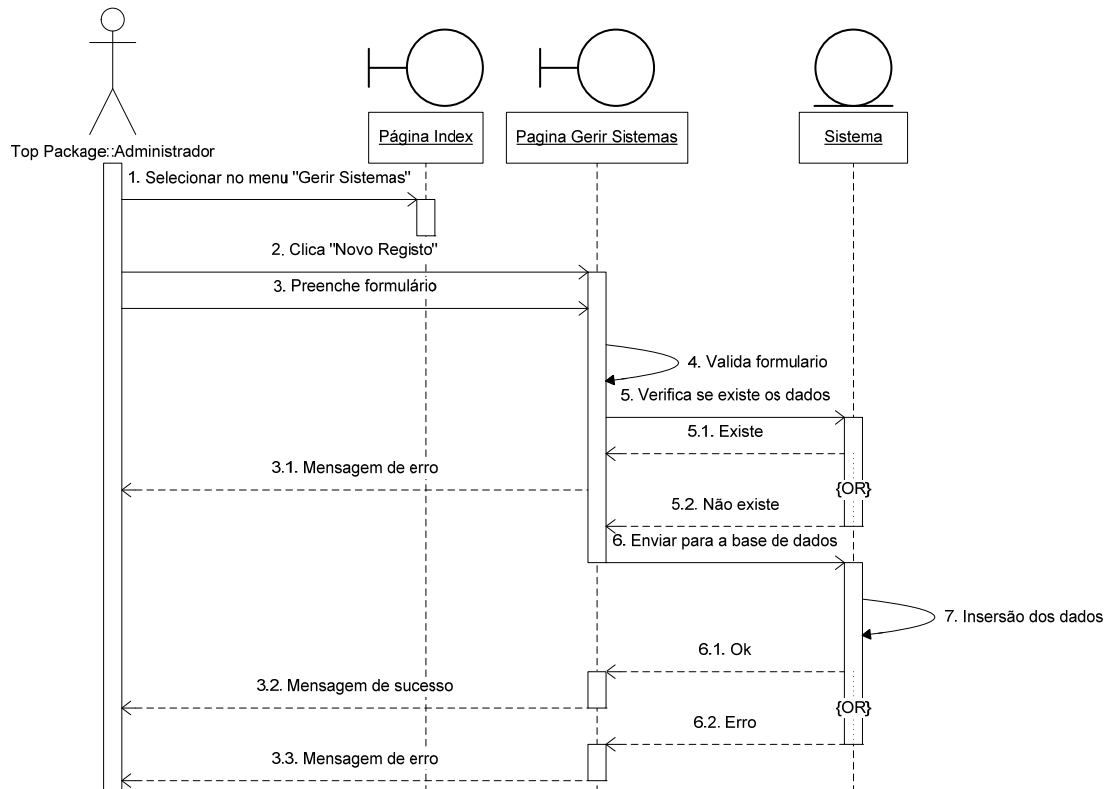 Página Index
Pagina Gerir Sistemas
Sistema
Top Package::Administrador
1. Selecionar no menu "Gerir Sistemas"
2. Clica "Novo Registo"
3. Preenche formulário
4. Valida formulario
5. Verifica se existe os dados
5.1. Existe
3.1. Mensagem de erro
{OR}
5.2. Não existe
6. Enviar para a base de dados
7. Insersão dos dados
6.1. Ok
3.2. Mensagem de sucesso
{OR}
6.2. Erro
3.3. Mensagem de erro